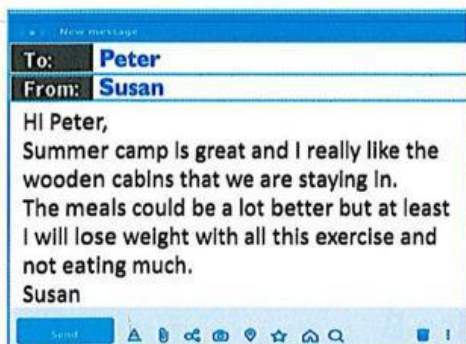 New message
To: Peter
From: Susan
Hi Peter,
Summer camp is great and I really like the
wooden cabins that we are staying in.
The meals could be a lot better but at least
I will lose weight with all this exercise and
not eating much.
Susan
Send